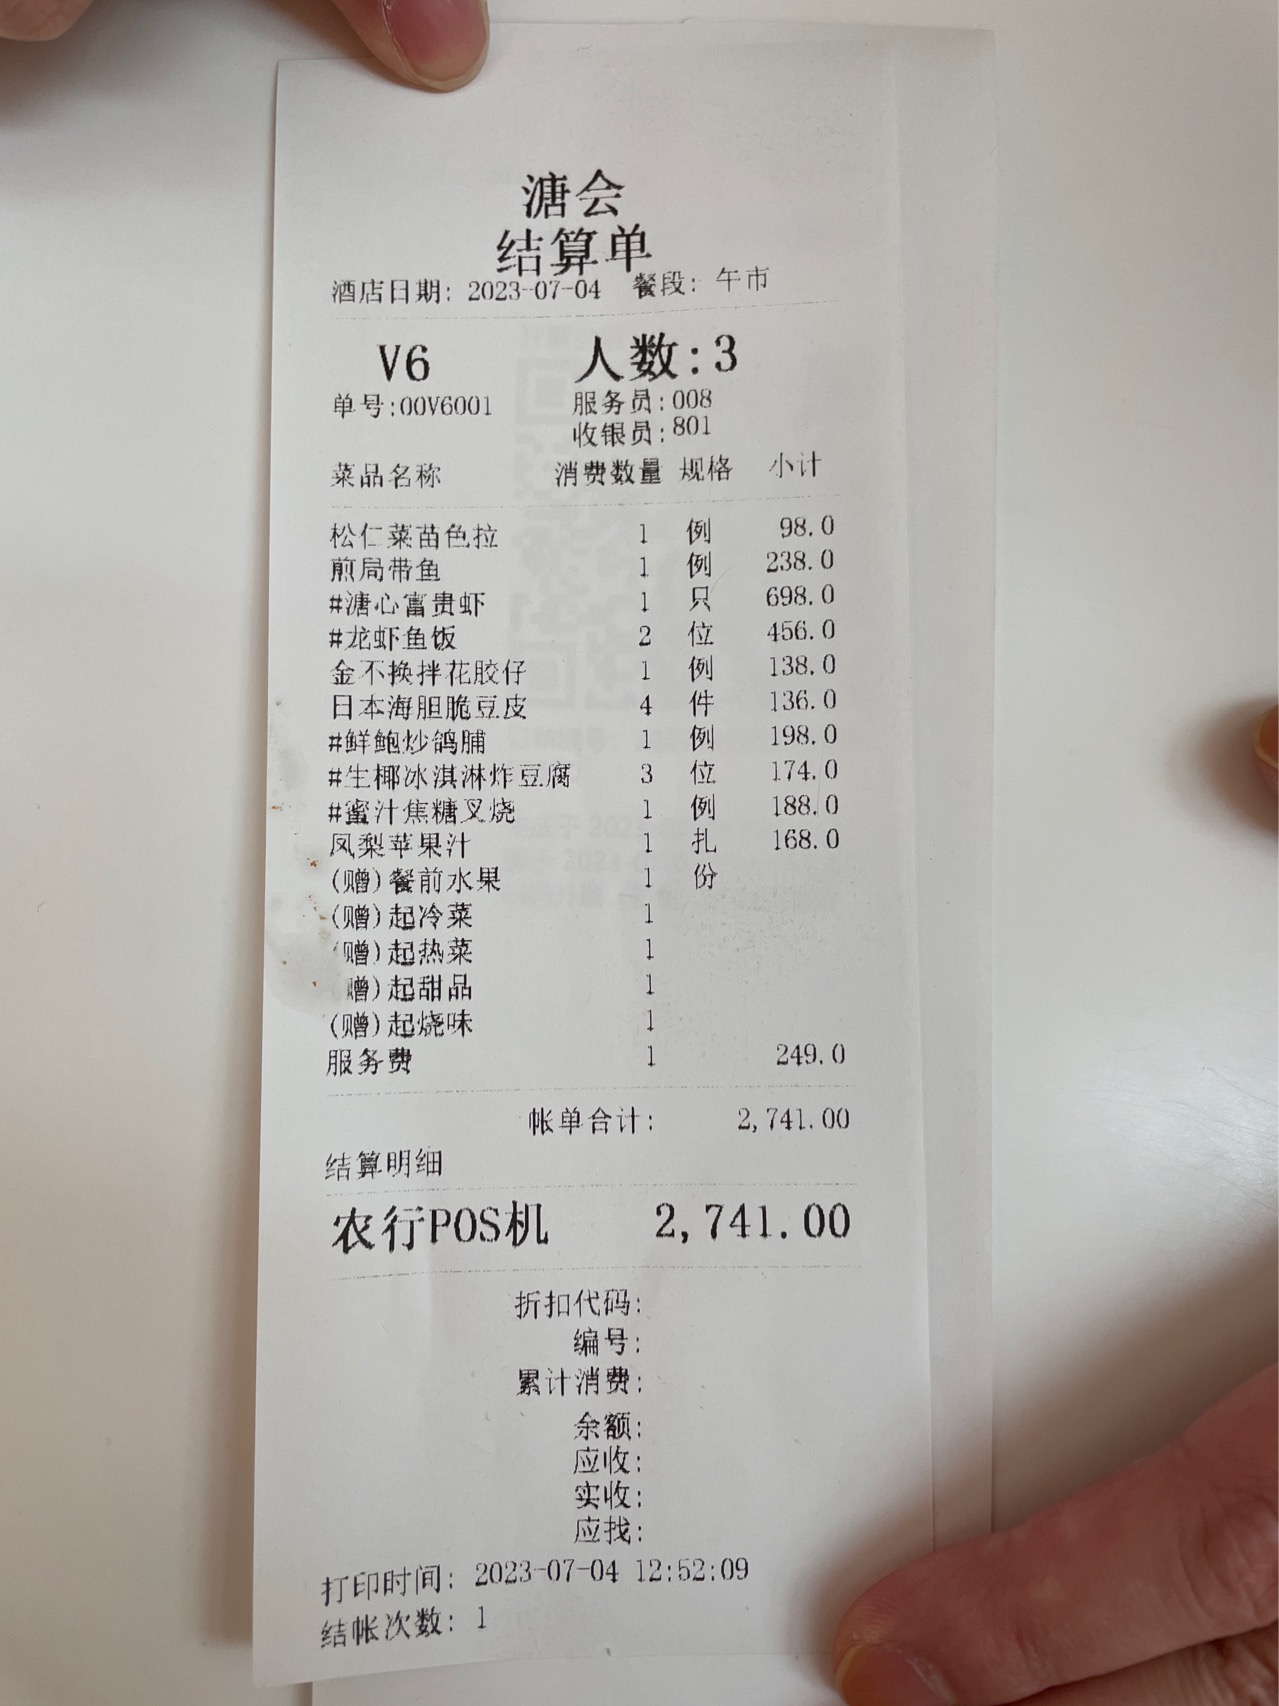 溏会
结算单
酒店日期: 2023-07-04 餐段: 午市
V6 人数:3
单号:00V6001 服务员:008
收银员:801
菜品名称 消费数量 规格 小计
松仁菜苗色拉 1 例 98.0
煎局带鱼 1 例 238.0
#溏心富贵虾 1 只 698.0
#龙虾鱼饭 2 位 456.0
金不换拌花胶仔 1 例 138.0
日本海胆脆豆皮 4 件 136.0
#鲜鲍炒鸽脯 1 例 198.0
#生椰冰淇淋炸豆腐 3 位 174.0
#蜜汁焦糖叉烧 1 例 188.0
凤梨苹果汁 1 扎 168.0
(赠)餐前水果 1 份
(赠)起冷菜 1
(赠)起热菜 1
(赠)起甜品 1
(赠)起烧味 1
服务费 1 249.0
帐单合计: 2,741.00
结算明细
农行POS机 2,741.00
折扣代码:
编号:
累计消费:
余额:
应收:
实收:
应找:
打印时间: 2023-07-04 12:52:09
结帐次数: 1